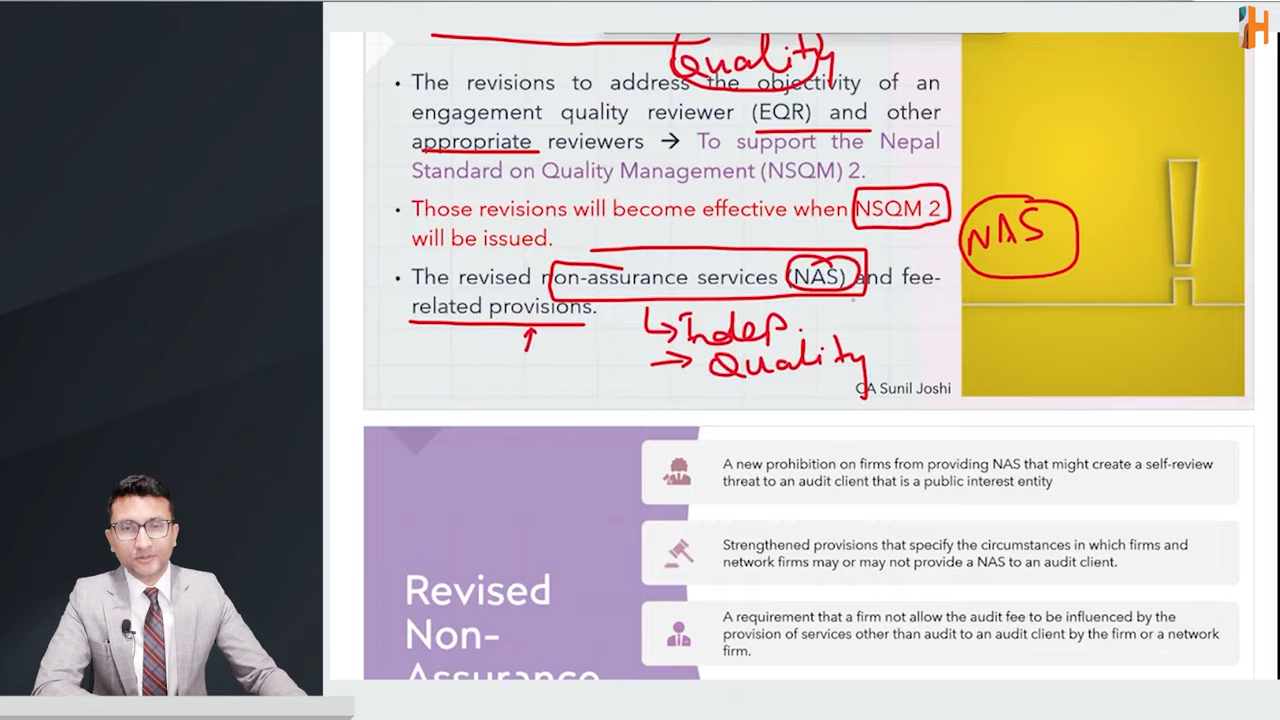 H
Quality
• The revisions to address the objectivity of an
engagement quality reviewer (EQR) and other
appropriate reviewers → To support the Nepal
Standard on Quality Management (NSQM) 2.
• Those revisions will become effective when NSQM 2
will be issued.
NAS
• The revised non-assurance services (NAS) and fee-
related provisions.
↳ Indep.
→ Quality
CA Sunil Joshi
A new prohibition on firms from providing NAS that might create a self-review
threat to an audit client that is a public interest entity
Strengthened provisions that specify the circumstances in which firms and
network firms may or may not provide a NAS to an audit client.
Revised
Non-
Assurance
A requirement that a firm not allow the audit fee to be influenced by the
provision of services other than audit to an audit client by the firm or a network
firm.